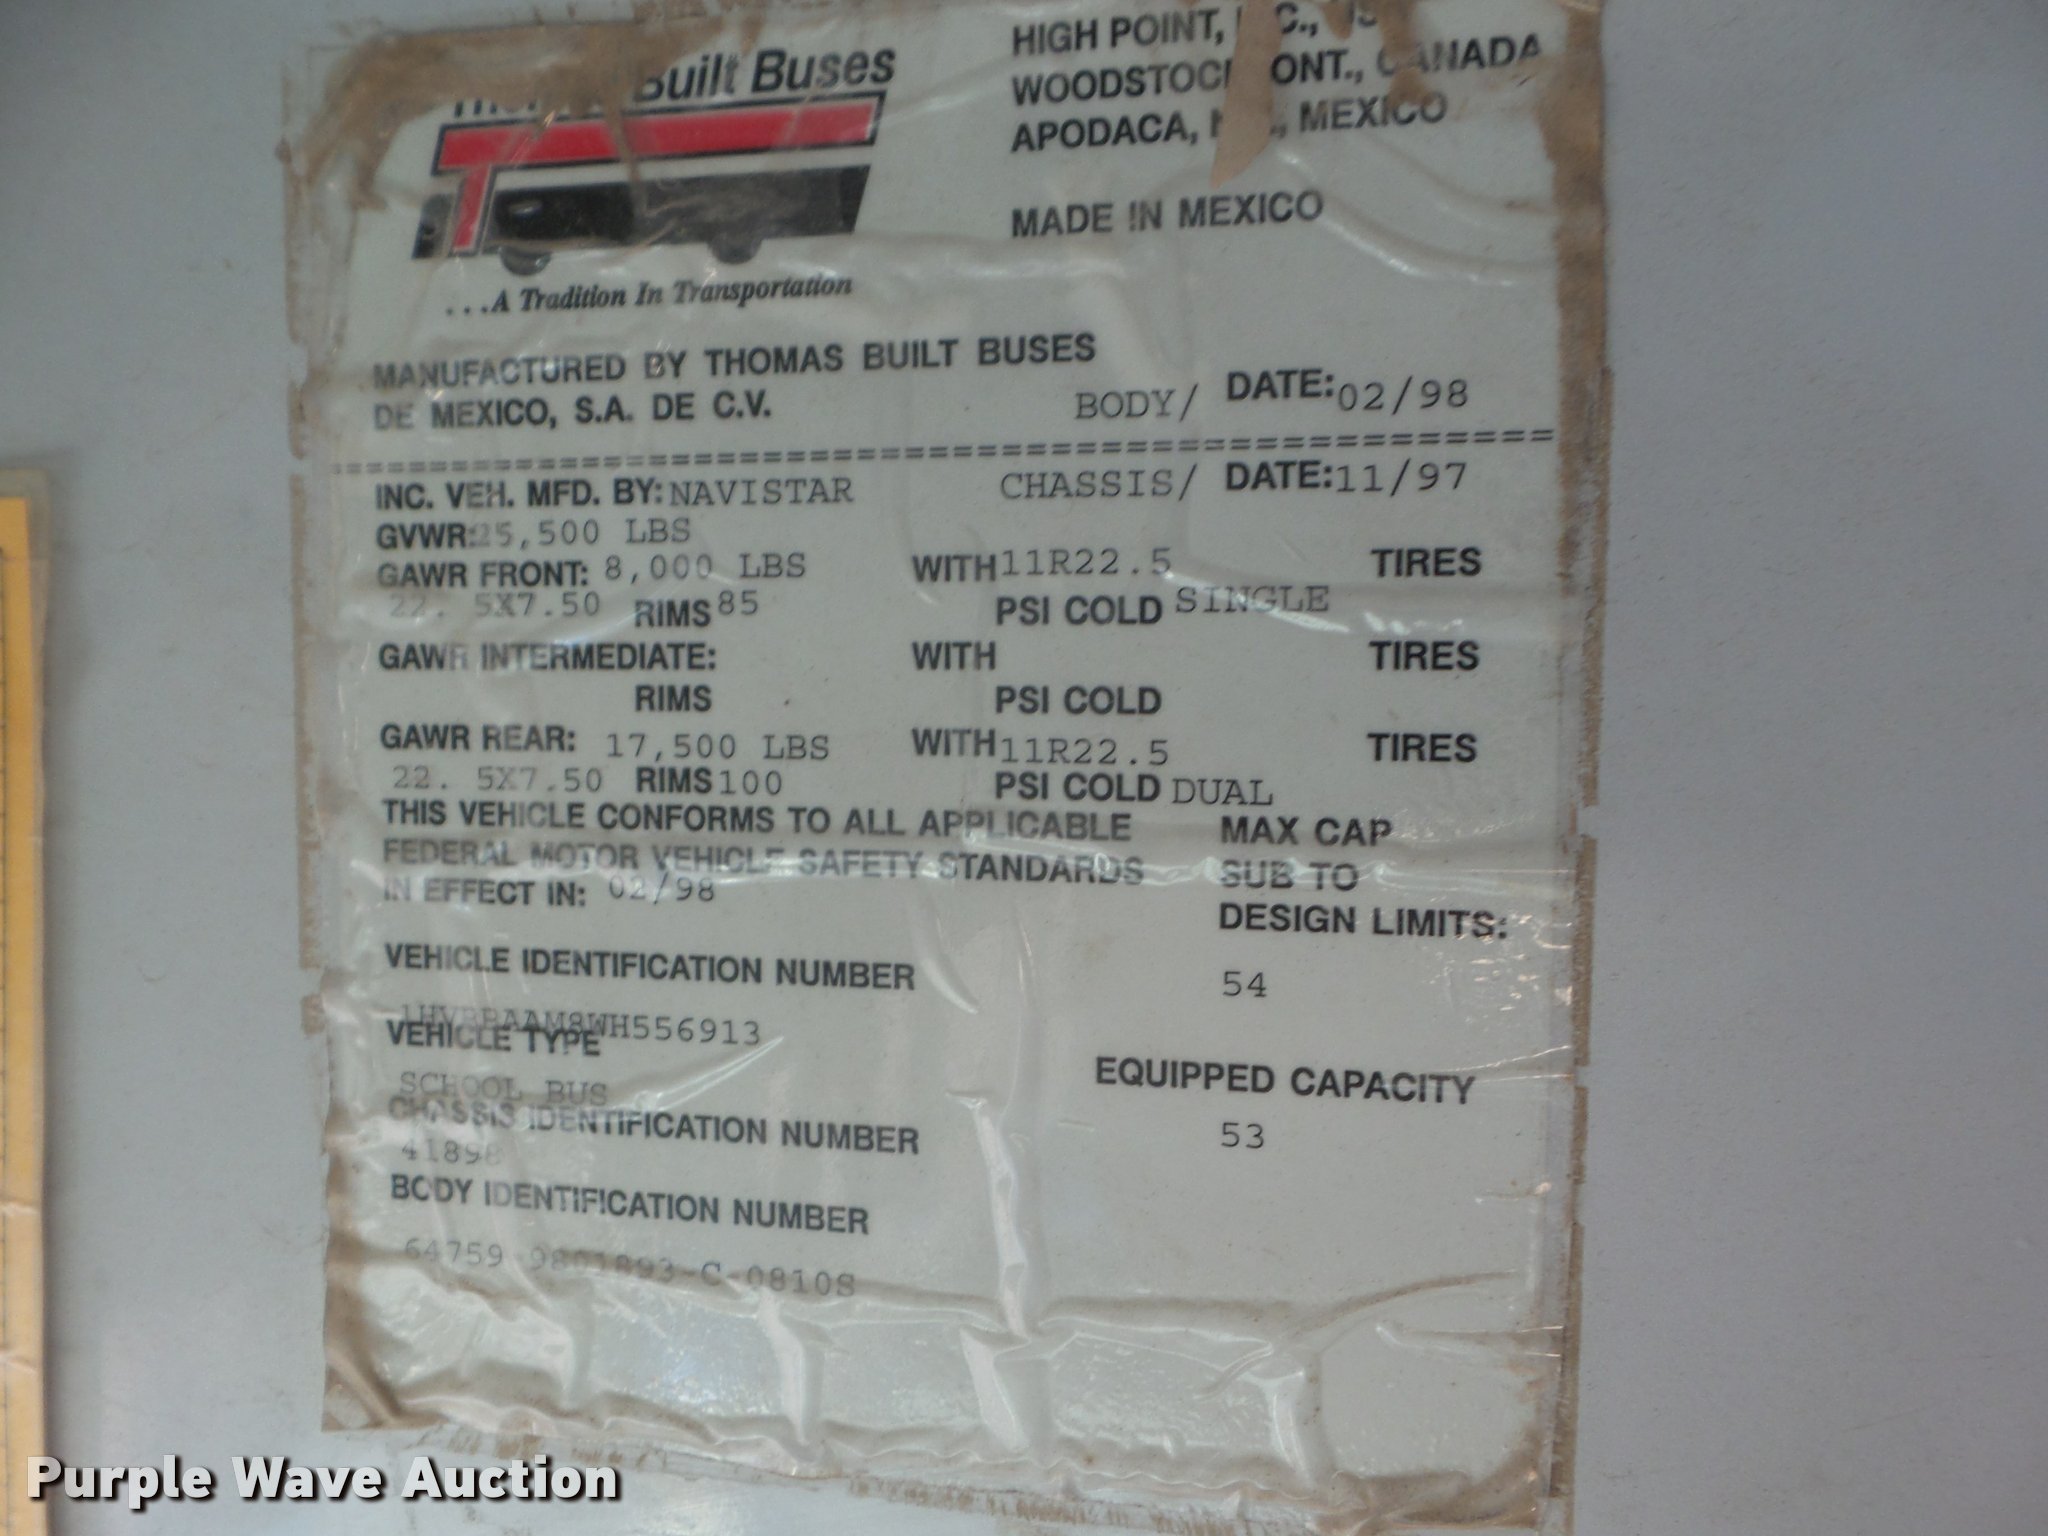 Built Buses
...A Tradition In Transportation
HIGH POINT,
ONT., CANADA
APODACA, MEXICO
MADE IN MEXICO
MANUFACTURED BY THOMAS BUILT BUSES
DE MEXICO, S.A. DE C.V. BODY/ DATE:02/98
INC. VEH. MFD. BY:NAVISTAR CHASSIS/ DATE:11/97
GVWR:25,500 LBS
GAWR FRONT: 8,000 LBS WITH 11R22.5 TIRES
22. 5X7.50 RIMS 85 PSI COLD SINGLE
GAWR INTERMEDIATE: WITH TIRES
RIMS PSI COLD
GAWR REAR: 17,500 LBS WITH 11R22.5 TIRES
22. 5X7.50 RIMS 100 PSI COLD DUAL
THIS VEHICLE CONFORMS TO ALL APPLICABLE
FEDERAL MOTOR VEHICLE SAFETY STANDARDS
IN EFFECT IN: 02/98
MAX CAP
SUB TO
DESIGN LIMITS:
54
VEHICLE IDENTIFICATION NUMBER
1HVBBAAM8WH556913
VEHICLE TYPE
SCHOOL BUS
EQUIPPED CAPACITY
53
CHASSIS IDENTIFICATION NUMBER
41898
BODY IDENTIFICATION NUMBER
64759-9801893-C-0810S
Purple Wave Auction